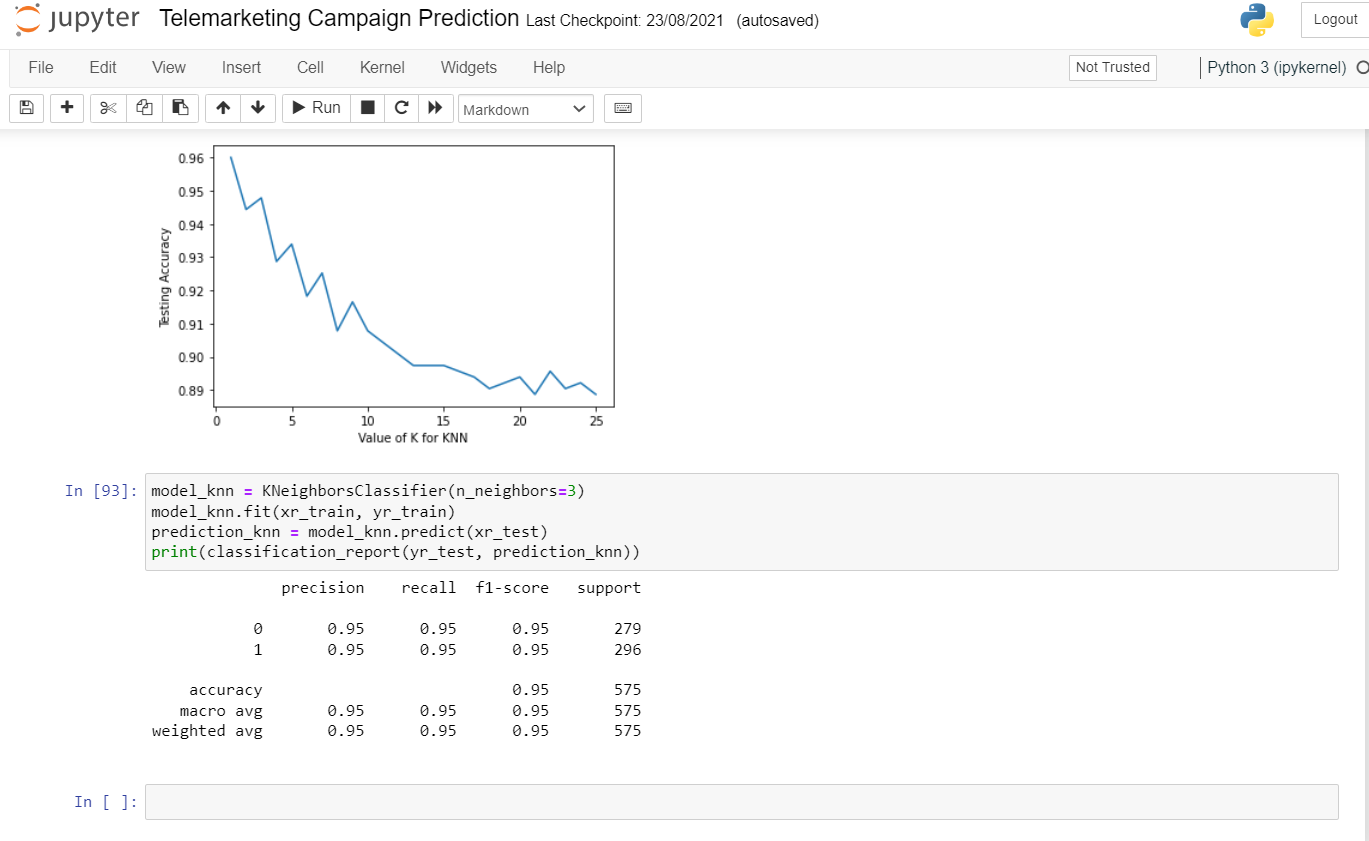 jupyter Telemarketing Campaign Prediction Last Checkpoint: 23/08/2021 (autosaved) Logout
File Edit View Insert Cell Kernel Widgets Help Not Trusted Python 3 (ipykernel)
Run Markdown
0.96
0.95
0.94
0.93
0.92
0.91
0.90
0.89
Testing Accuracy
0 5 10 15 20 25
Value of K for KNN
In [93]: model_knn = KNeighborsClassifier(n_neighbors=3)
model_knn.fit(xr_train, yr_train)
prediction_knn = model_knn.predict(xr_test)
print(classification_report(yr_test, prediction_knn))
precision recall f1-score support
0 0.95 0.95 0.95 279
1 0.95 0.95 0.95 296
accuracy 0.95 575
macro avg 0.95 0.95 0.95 575
weighted avg 0.95 0.95 0.95 575
In [ ]: